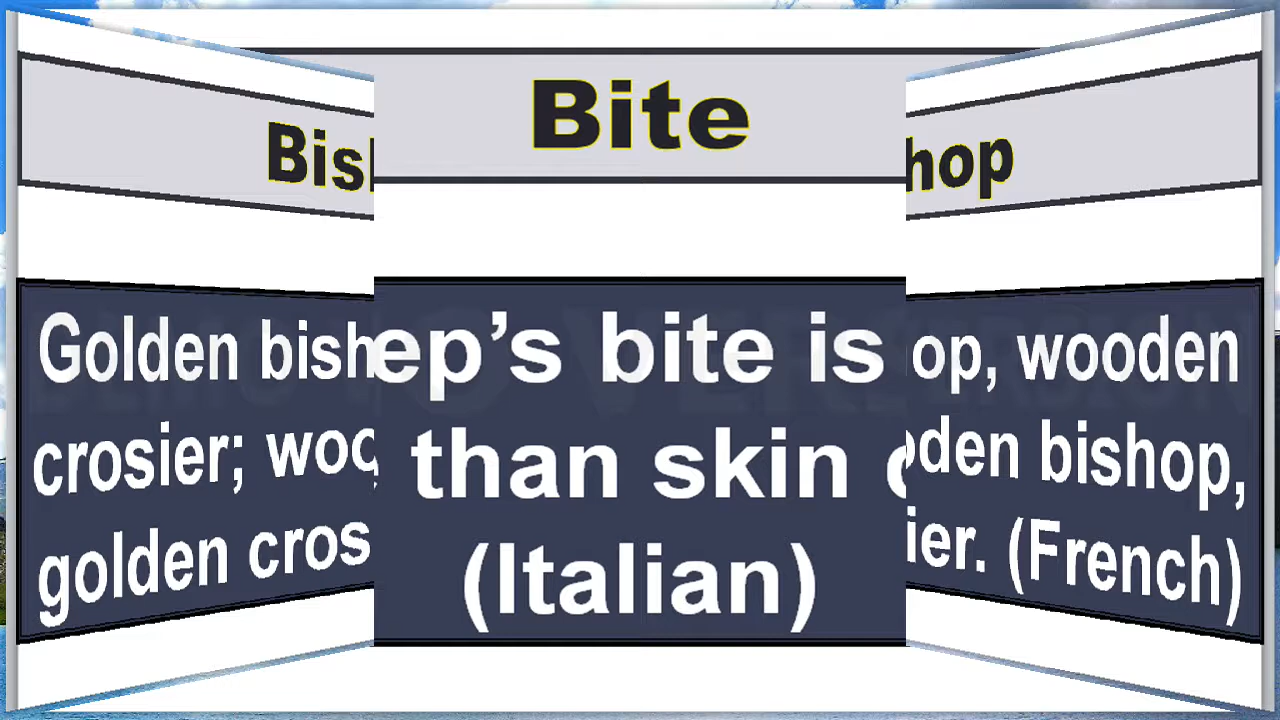 Bite
Bis hop
Golden bish op, wooden
crosier; woo oden bishop,
golden cros ier. (French)
ep’s bite is
than skin
(Italian)